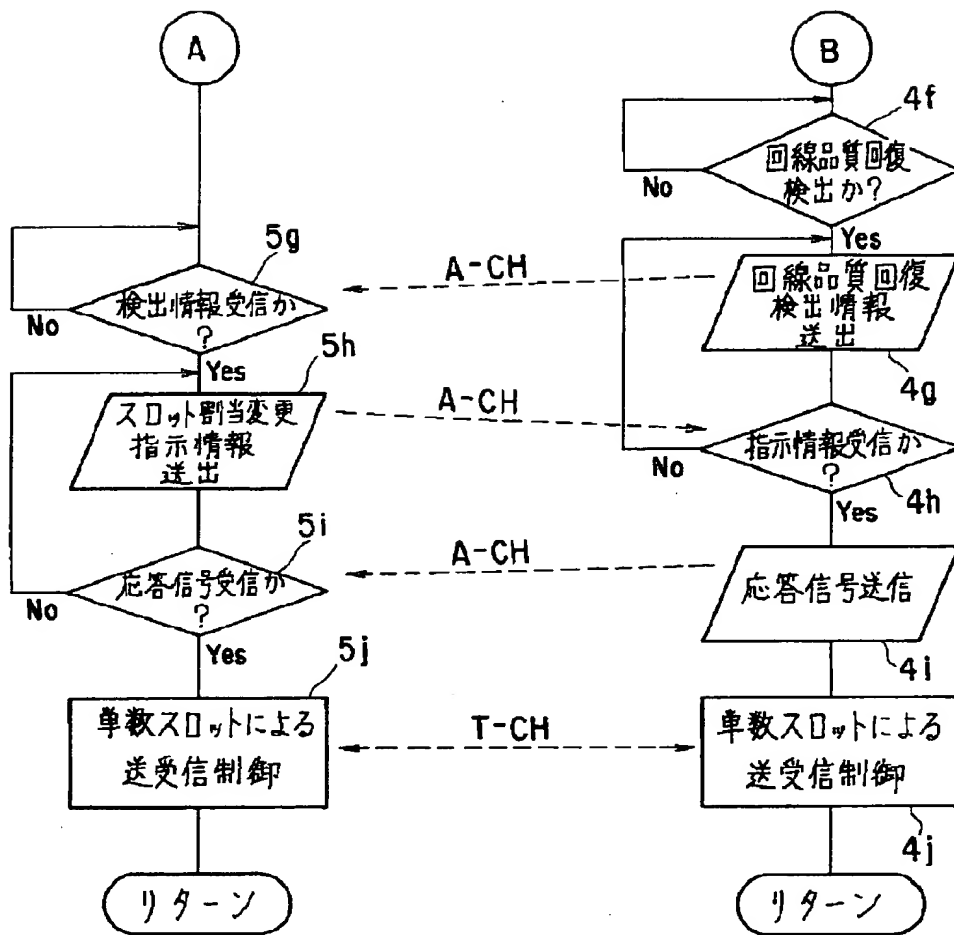 A
B
4f
回線品質回復
検出か?
No
Yes
5g
A-CH
検出情報受信か
?
No
Yes
回線品質回復
検出情報
送出
4g
5h
A-CH
スロット割当変更
指示情報
送出
指示情報受信か
?
No
Yes
4h
5i
A-CH
応答信号受信か
?
No
Yes
応答信号送信
4i
5j
単数スロットによる
送受信制御
T-CH
単数スロットによる
送受信制御
4j
リターン
リターン